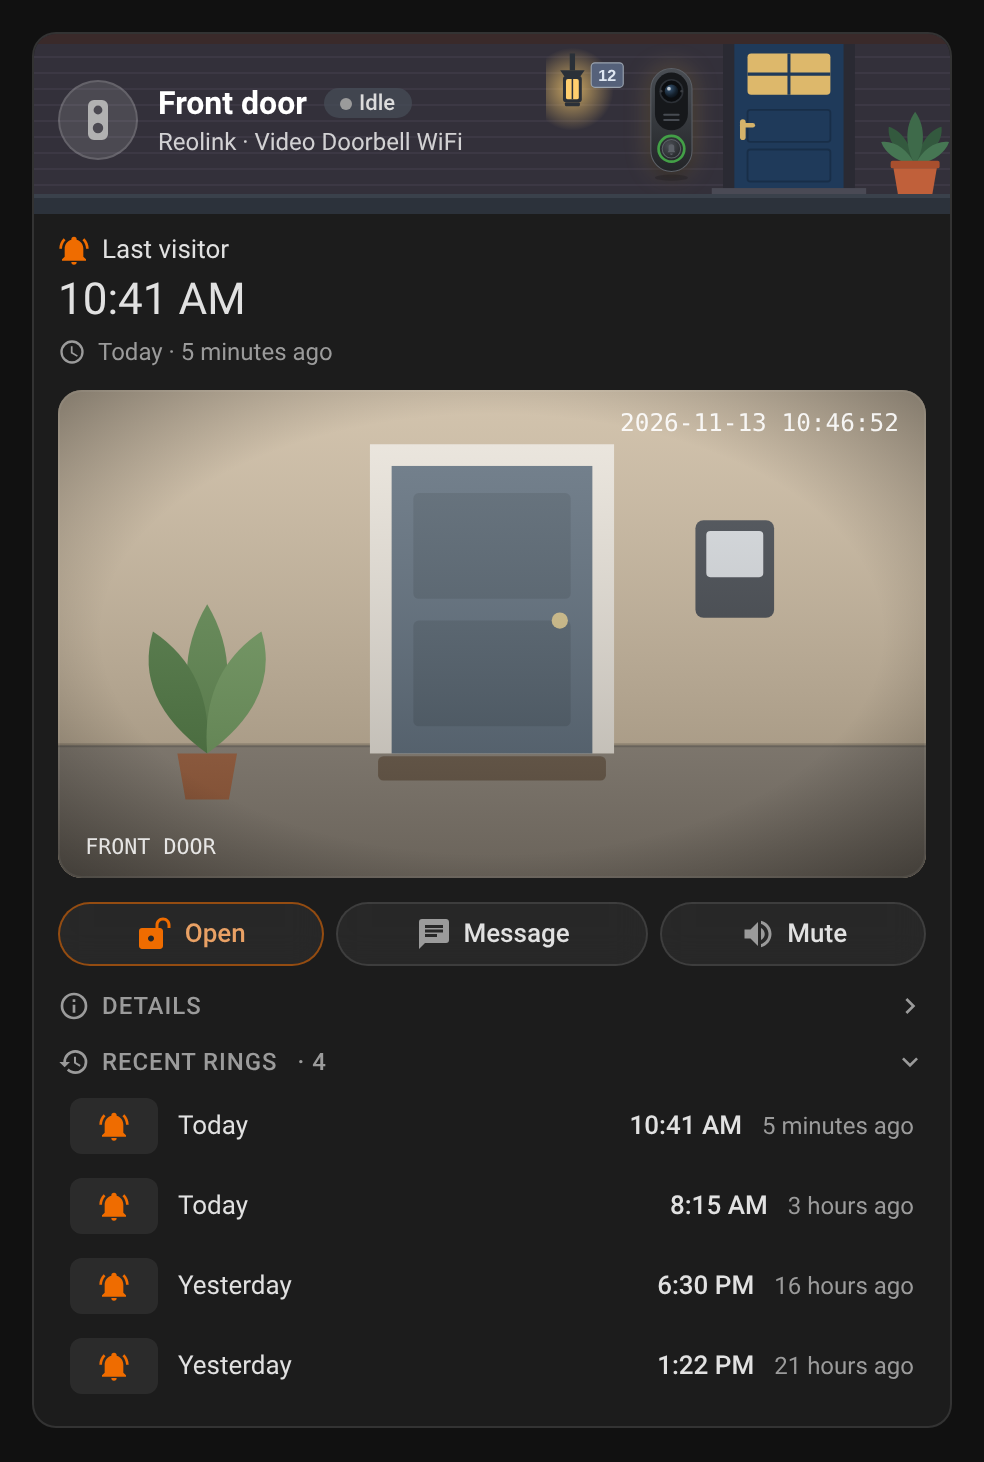 Front door
Idle
Reolink · Video Doorbell WiFi
12
Last visitor
10:41 AM
Today · 5 minutes ago
2026-11-13 10:46:52
FRONT DOOR
Open
Message
Mute
DETAILS
RECENT RINGS · 4
Today 10:41 AM 5 minutes ago
Today 8:15 AM 3 hours ago
Yesterday 6:30 PM 16 hours ago
Yesterday 1:22 PM 21 hours ago